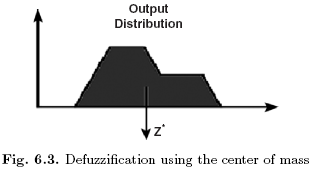 Output
Distribution
z*
Fig. 6.3. Defuzzification using the center of mass